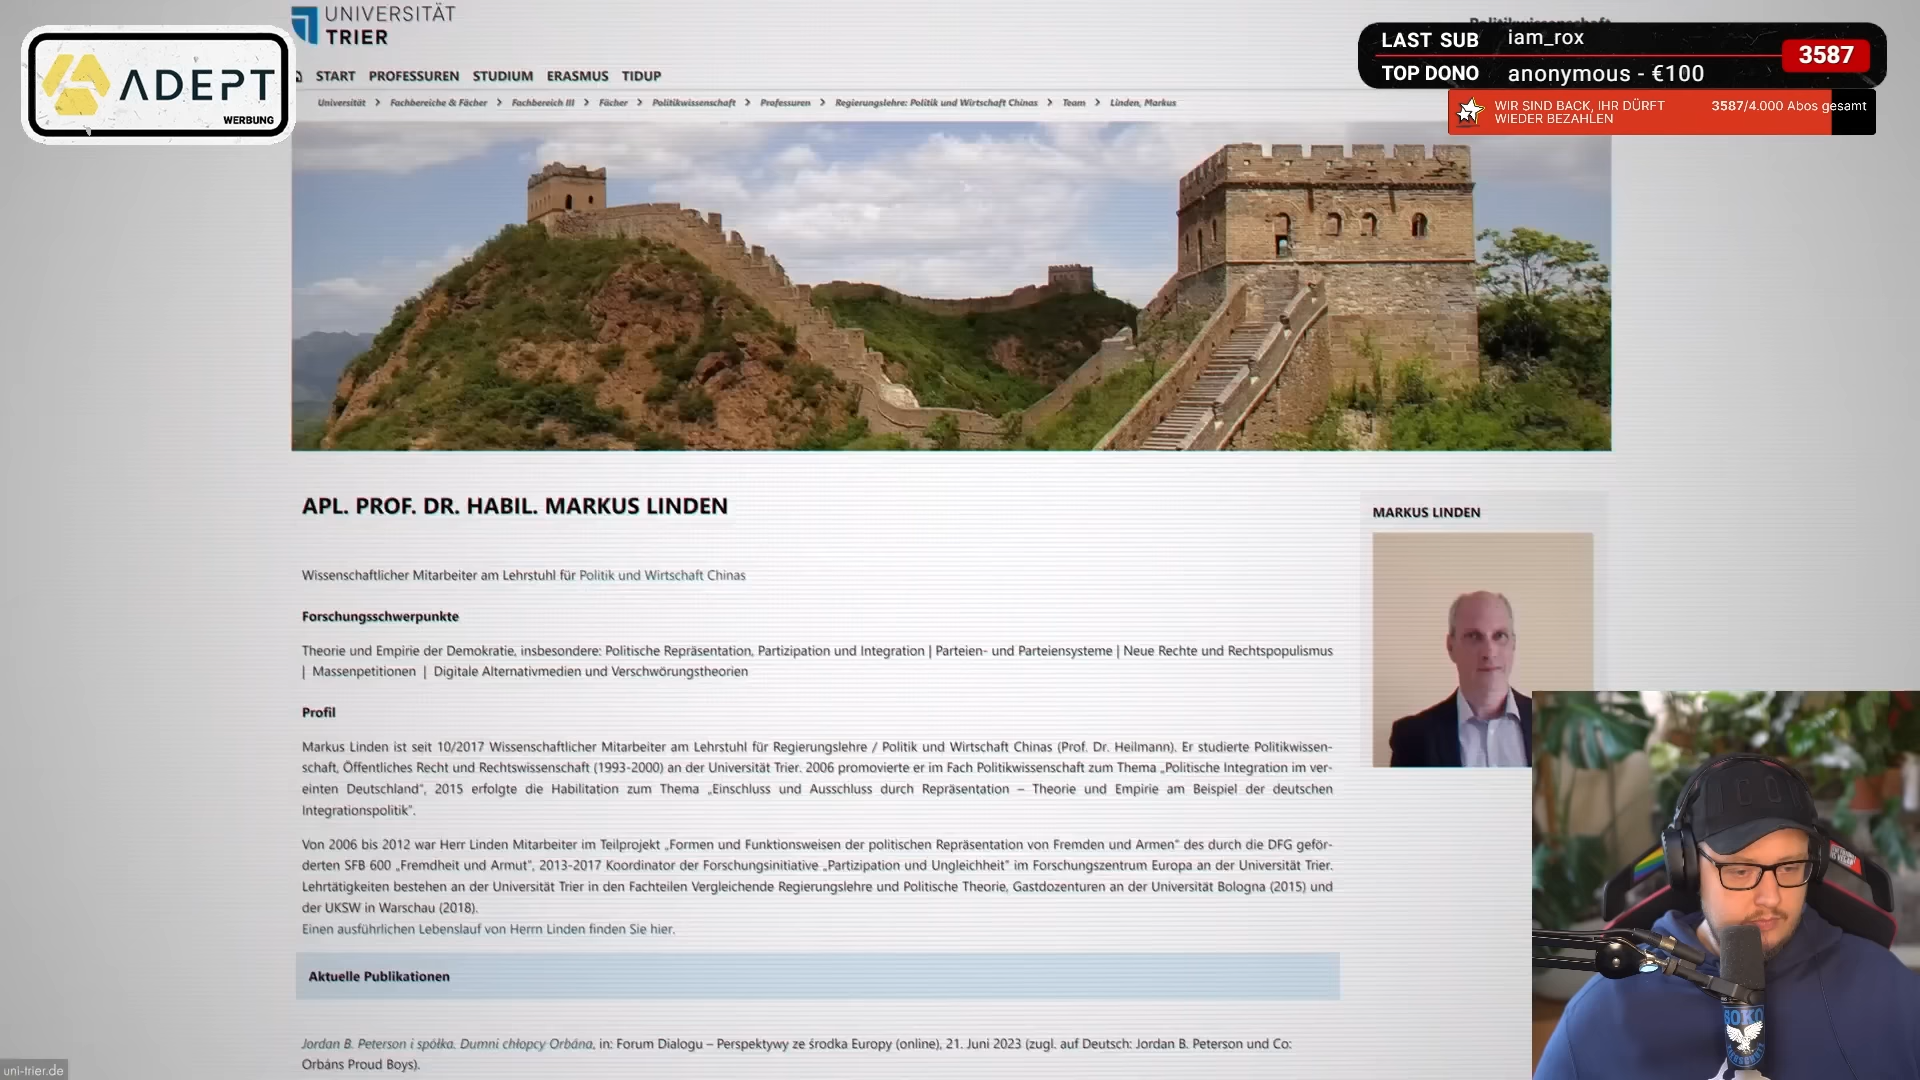 UNIVERSITÄT
TRIER
Politikwissenschaft
ADEPT
WERBUNG
LAST SUB iam_rox
TOP DONO anonymous - €100
3587
WIR SIND BACK, IHR DÜRFT
WIEDER BEZAHLEN
3587/4.000 Abos gesamt
START PROFESSUREN STUDIUM ERASMUS TIDUP
Universität > Fachbereiche & Fächer > Fachbereich III > Fächer > Politikwissenschaft > Professuren > Regierungslehre: Politik und Wirtschaft Chinas > Team > Linden, Markus
APL. PROF. DR. HABIL. MARKUS LINDEN
MARKUS LINDEN
Wissenschaftlicher Mitarbeiter am Lehrstuhl für Politik und Wirtschaft Chinas
Forschungsschwerpunkte
Theorie und Empirie der Demokratie, insbesondere: Politische Repräsentation, Partizipation und Integration | Parteien- und Parteiensysteme | Neue Rechte und Rechtspopulismus
| Massenpetitionen | Digitale Alternativmedien und Verschwörungstheorien
Profil
Markus Linden ist seit 10/2017 Wissenschaftlicher Mitarbeiter am Lehrstuhl für Regierungslehre / Politik und Wirtschaft Chinas (Prof. Dr. Heilmann). Er studierte Politikwissen-
schaft, Öffentliches Recht und Rechtswissenschaft (1993-2000) an der Universität Trier. 2006 promovierte er im Fach Politikwissenschaft zum Thema „Politische Integration im ver-
einten Deutschland", 2015 erfolgte die Habilitation zum Thema „Einschluss und Ausschluss durch Repräsentation – Theorie und Empirie am Beispiel der deutschen
Integrationspolitik".
Von 2006 bis 2012 war Herr Linden Mitarbeiter im Teilprojekt „Formen und Funktionsweisen der politischen Repräsentation von Fremden und Armen" des durch die DFG geför-
derten SFB 600 „Fremdheit und Armut", 2013-2017 Koordinator der Forschungsinitiative „Partizipation und Ungleichheit" im Forschungszentrum Europa an der Universität Trier.
Lehrtätigkeiten bestehen an der Universität Trier in den Fachteilen Vergleichende Regierungslehre und Politische Theorie, Gastdozenturen an der Universität Bologna (2015) und
der UKSW in Warschau (2018).
Einen ausführlichen Lebenslauf von Herrn Linden finden Sie hier.
Aktuelle Publikationen
Jordan B. Peterson i spółka. Dumni chłopcy Orbána, in: Forum Dialogu – Perspektywy ze środka Europy (online), 21. Juni 2023 (zugl. auf Deutsch: Jordan B. Peterson und Co:
Orbáns Proud Boys).
uni-trier.de
ICON
SOKO